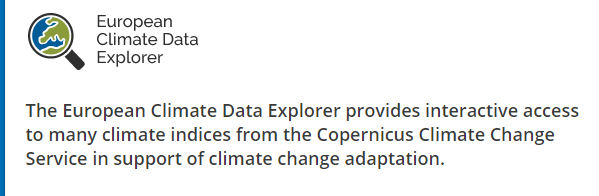 European
Climate Data
Explorer
The European Climate Data Explorer provides interactive access
to many climate indices from the Copernicus Climate Change
Service in support of climate change adaptation.